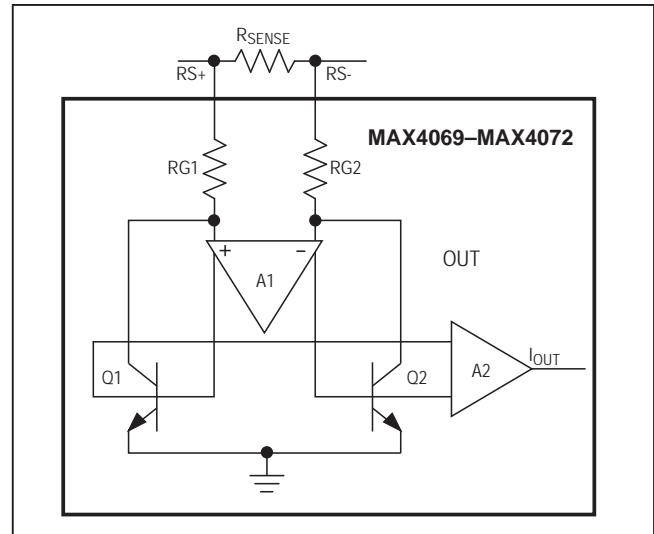 RSENSE
RS+ RS-
MAX4069–MAX4072
RG1 RG2
+ −
OUT
A1
IOUT
Q1 Q2 A2